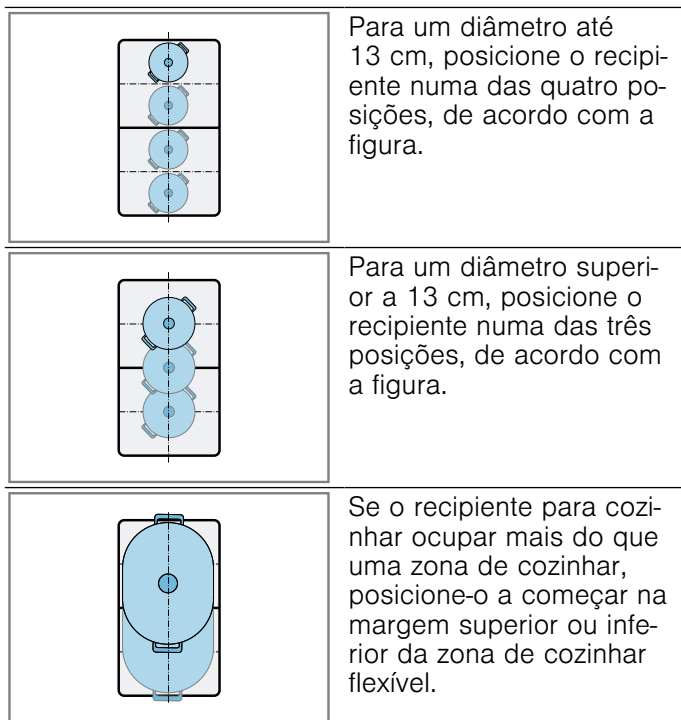 Para um diâmetro até
13 cm, posicione o recipi-
ente numa das quatro po-
sições, de acordo com a
figura.
Para um diâmetro superi-
or a 13 cm, posicione o
recipiente numa das três
posições, de acordo com
a figura.
Se o recipiente para cozi-
nhar ocupar mais do que
uma zona de cozinhar,
posicione-o a começar na
margem superior ou infe-
rior da zona de cozinhar
flexível.